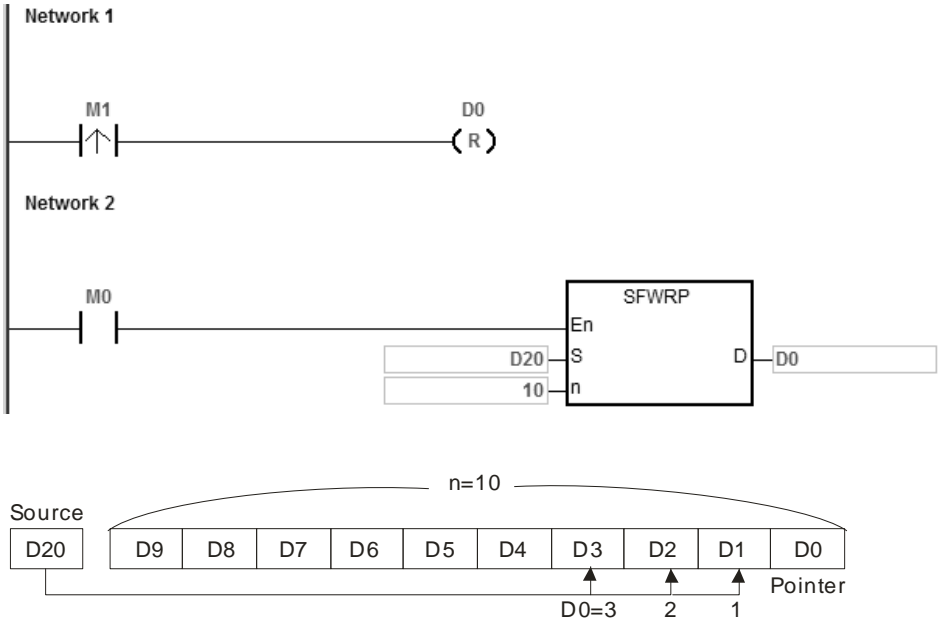 Network 1
M1
D0
R
Network 2
M0
SFWRP
En
D20 S D D0
10 n
n=10
Source
D20 D9 D8 D7 D6 D5 D4 D3 D2 D1 D0
Pointer
D0=3 2 1